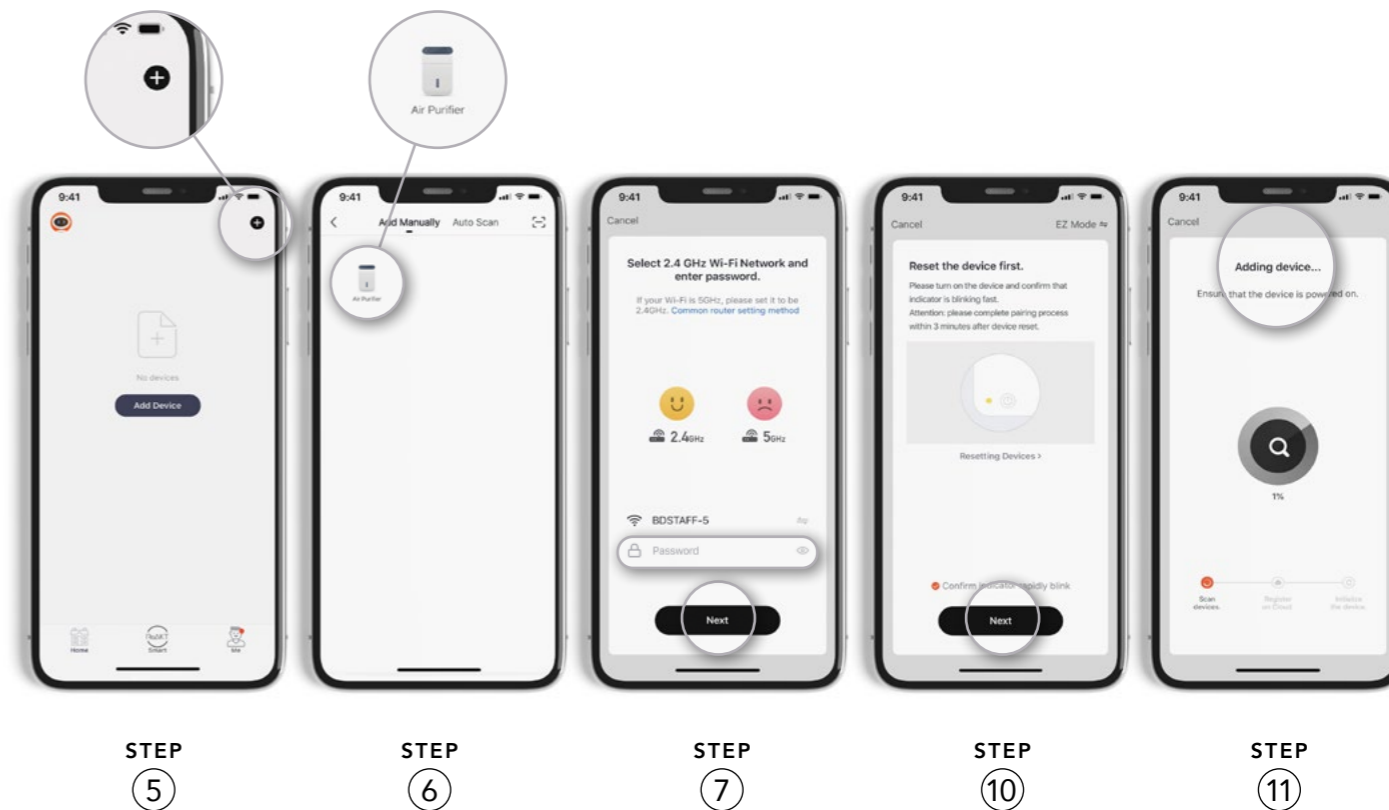 Air Purifier
9:41
No devices
Add Device
Home
Smart
Me
STEP
5
9:41
Add Manually Auto Scan
Air Purifier
STEP
6
9:41
Cancel
Select 2.4 GHz Wi-Fi Network and
enter password.
If your Wi-Fi is 5GHz, please set it to be
2.4GHz. Common router setting method
2.4GHz 5GHz
BDSTAFF-5
Password
Next
STEP
7
9:41
Cancel EZ Mode
Reset the device first.
Please turn on the device and confirm that
indicator is blinking fast.
Attention: please complete pairing process
within 3 minutes after device reset.
Resetting Devices >
Confirm indicator rapidly blink
Next
STEP
10
9:41
Cancel
Adding device...
Ensure that the device is powered on.
1%
Scan
devices.
Register
on Cloud
Initialize
the device.
STEP
11